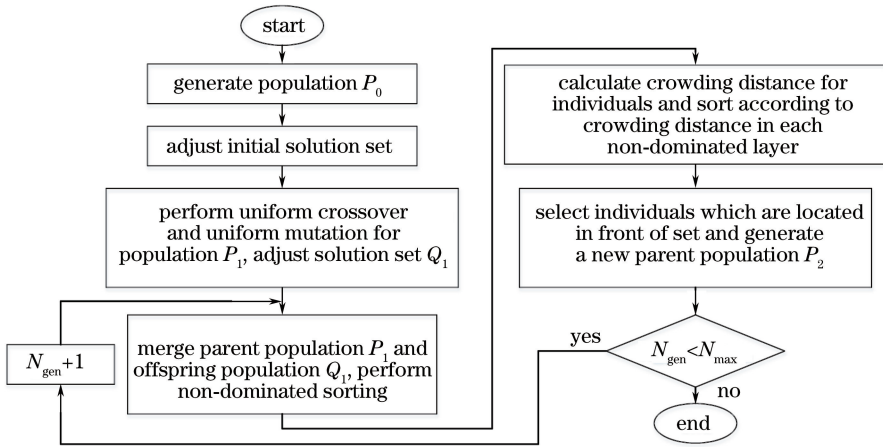 start
generate population P₀
adjust initial solution set
perform uniform crossover
and uniform mutation for
population P₁, adjust solution set Q₁
merge parent population P₁ and
offspring population Q₁, perform
non-dominated sorting
N_gen+1
calculate crowding distance for
individuals and sort according to
crowding distance in each
non-dominated layer
select individuals which are located
in front of set and generate
a new parent population P₂
yes
N_gen<N_max
no
end